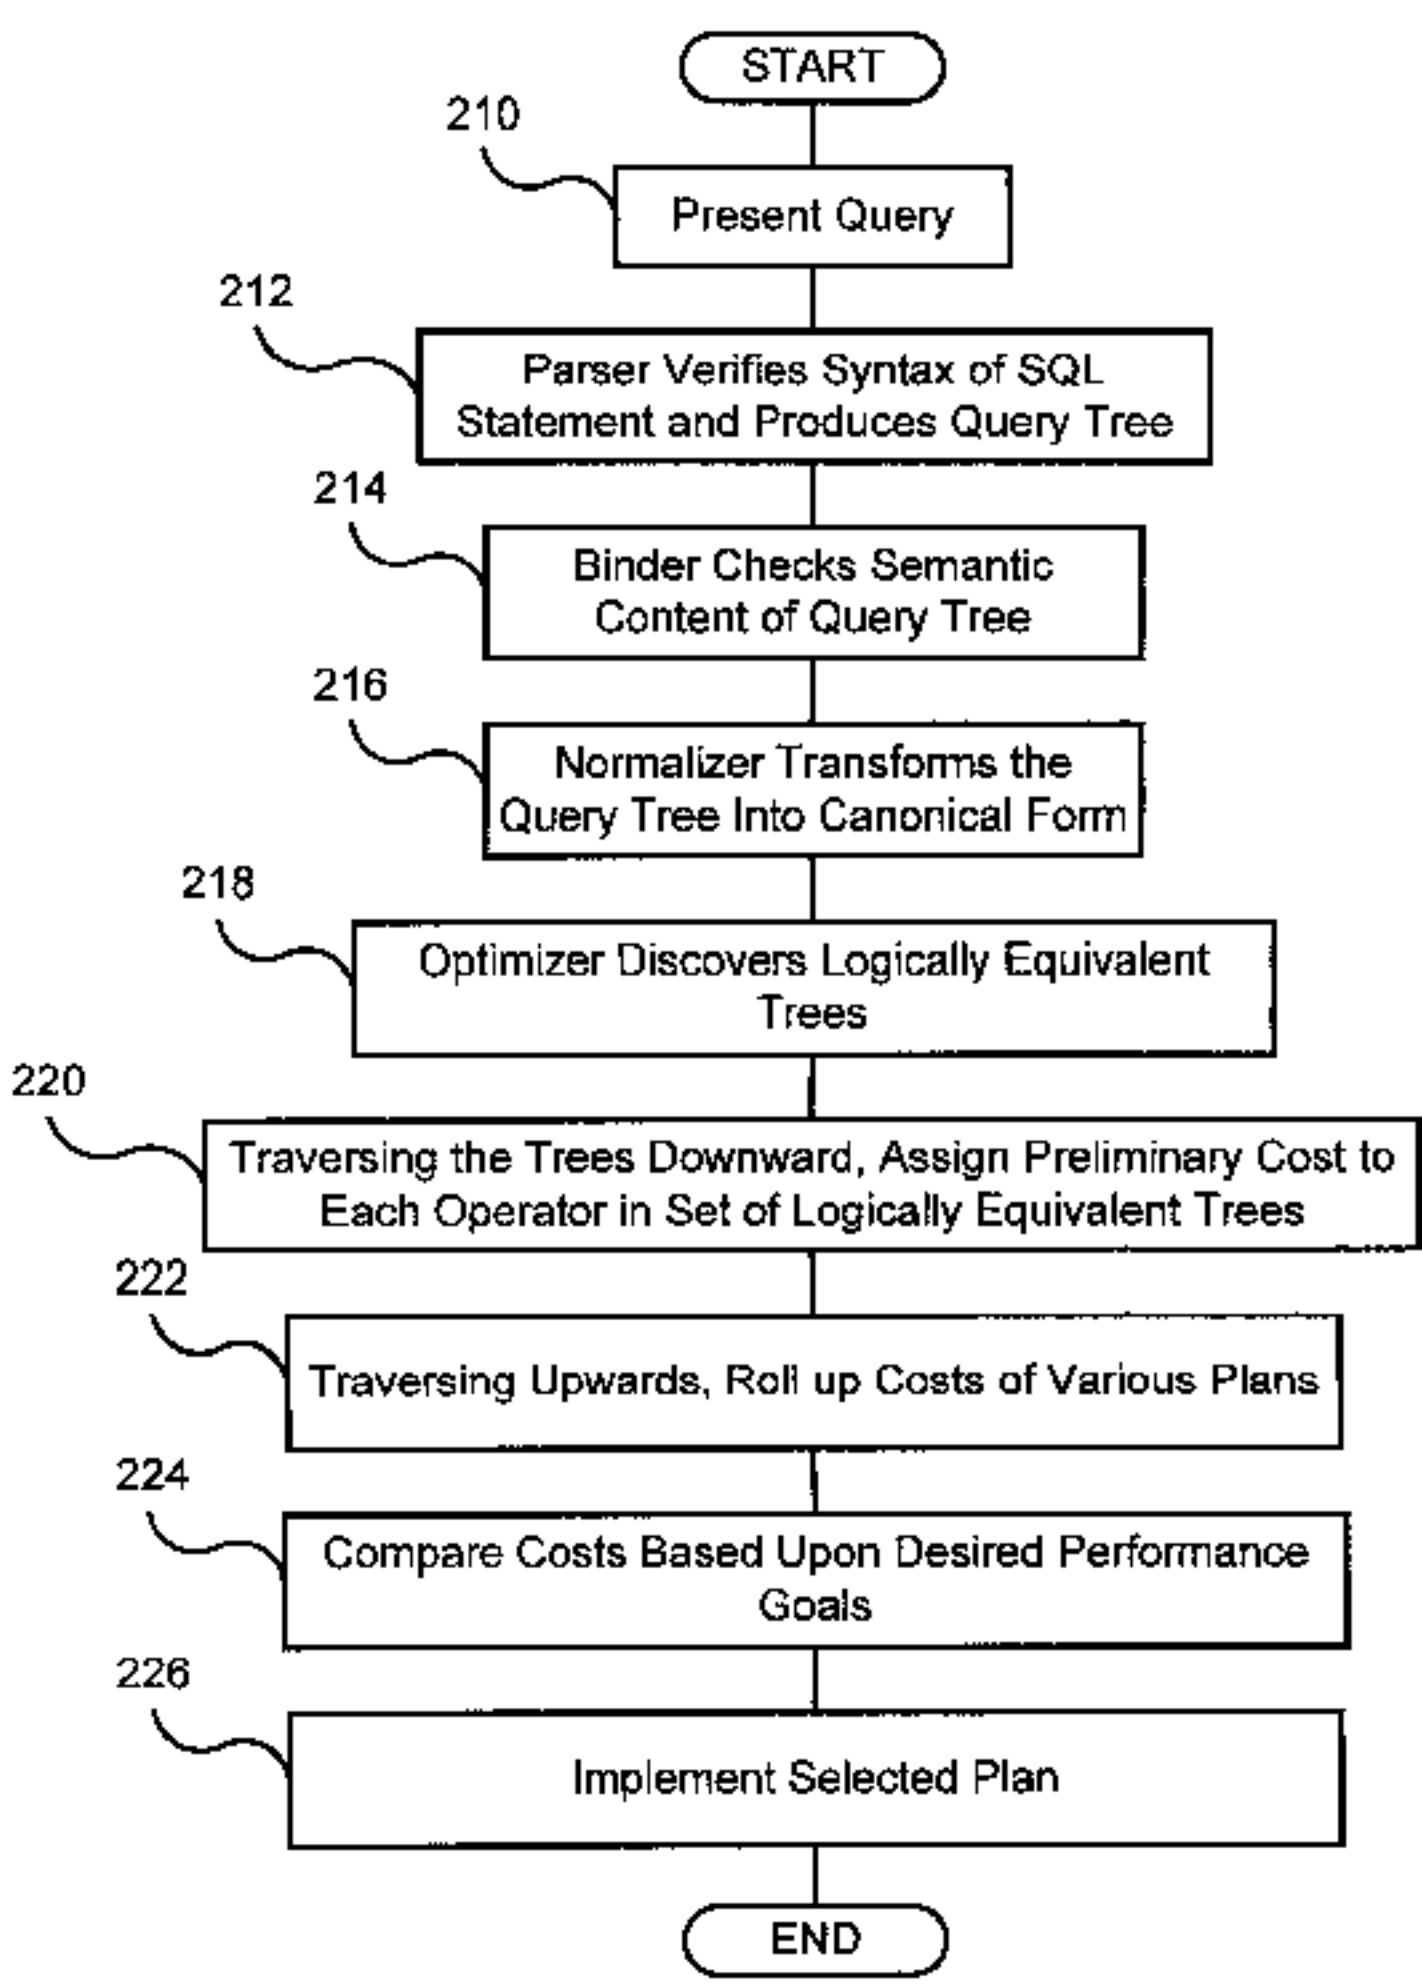 START
210
Present Query
212
Parser Verifies Syntax of SQL
Statement and Produces Query Tree
214
Binder Checks Semantic
Content of Query Tree
216
Normalizer Transforms the
Query Tree Into Canonical Form
218
Optimizer Discovers Logically Equivalent
Trees
220
Traversing the Trees Downward, Assign Preliminary Cost to
Each Operator in Set of Logically Equivalent Trees
222
Traversing Upwards, Roll up Costs of Various Plans
224
Compare Costs Based Upon Desired Performance
Goals
226
Implement Selected Plan
END